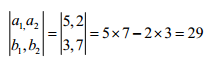 |a₁,a₂| = |5, 2| = 5×7−2×3 = 29
|b₁,b₂|   |3, 7|